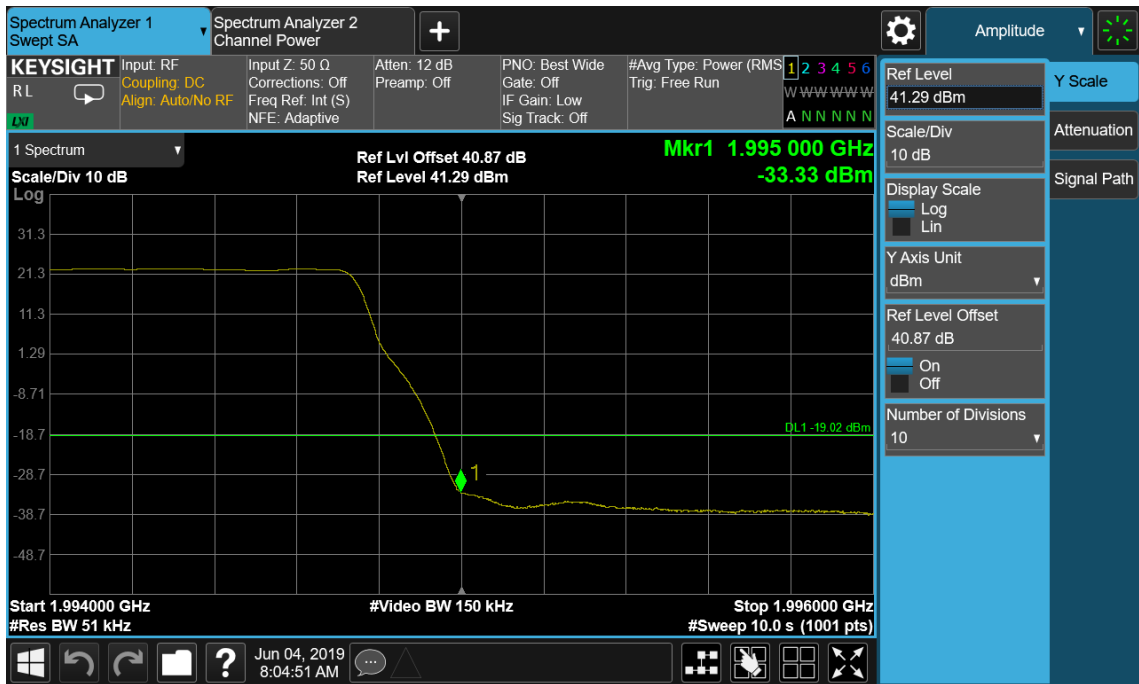 Spectrum Analyzer 1
Swept SA
Spectrum Analyzer 2
Channel Power
Amplitude
KEYSIGHT
R L
LXI
Input: RF
Coupling: DC
Align: Auto/No RF
Input Z: 50 Ω
Corrections: Off
Freq Ref: Int (S)
NFE: Adaptive
Atten: 12 dB
Preamp: Off
PNO: Best Wide
Gate: Off
IF Gain: Low
Sig Track: Off
#Avg Type: Power (RMS
Trig: Free Run
1 2 3 4 5 6
W W W W W W
A N N N N N
1 Spectrum
Scale/Div 10 dB
Ref Lvl Offset 40.87 dB
Ref Level 41.29 dBm
Mkr1 1.995 000 GHz
-33.33 dBm
Log
31.3
21.3
11.3
1.29
-8.71
-18.7
-28.7
-38.7
-48.7
DL1 -19.02 dBm
1
Start 1.994000 GHz
#Video BW 150 kHz
Stop 1.996000 GHz
#Res BW 51 kHz
#Sweep 10.0 s (1001 pts)
Ref Level
41.29 dBm
Scale/Div
10 dB
Display Scale
Log
Lin
Y Axis Unit
dBm
Ref Level Offset
40.87 dB
On
Off
Number of Divisions
10
Y Scale
Attenuation
Signal Path
?
Jun 04, 2019
8:04:51 AM